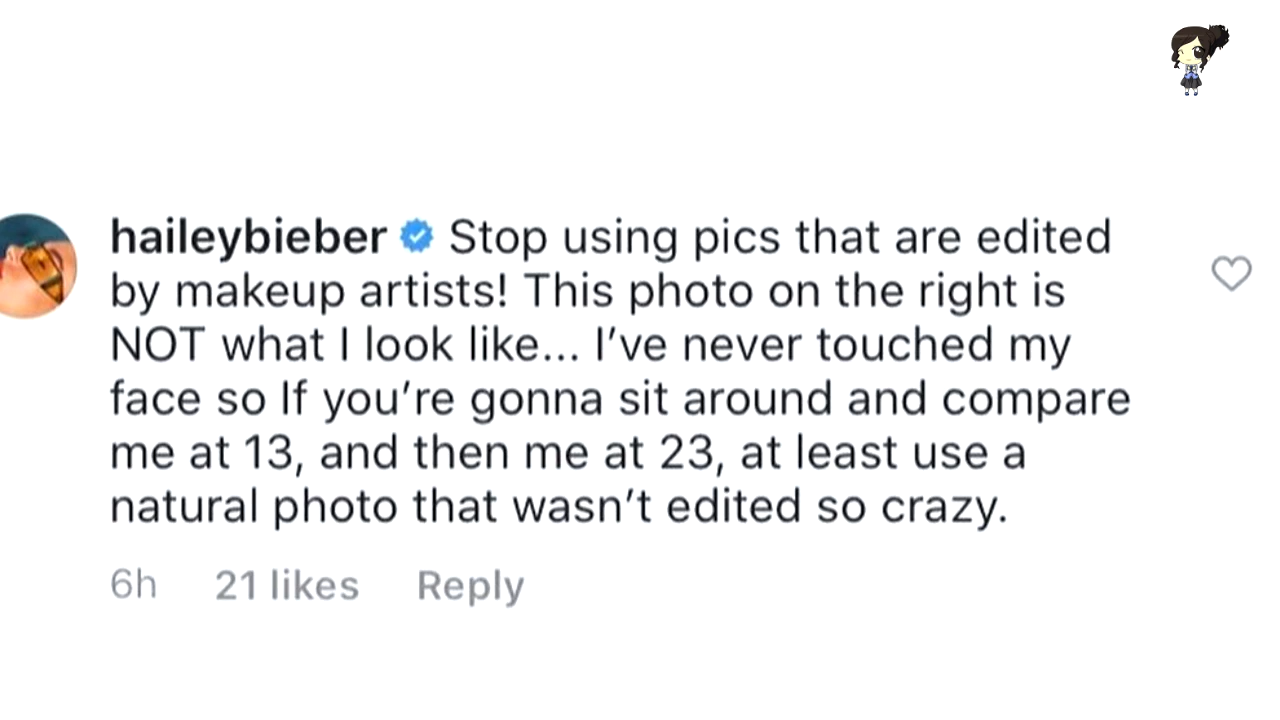 haileybieber Stop using pics that are edited
by makeup artists! This photo on the right is
NOT what I look like... I’ve never touched my
face so If you’re gonna sit around and compare
me at 13, and then me at 23, at least use a
natural photo that wasn’t edited so crazy.
6h 21 likes Reply